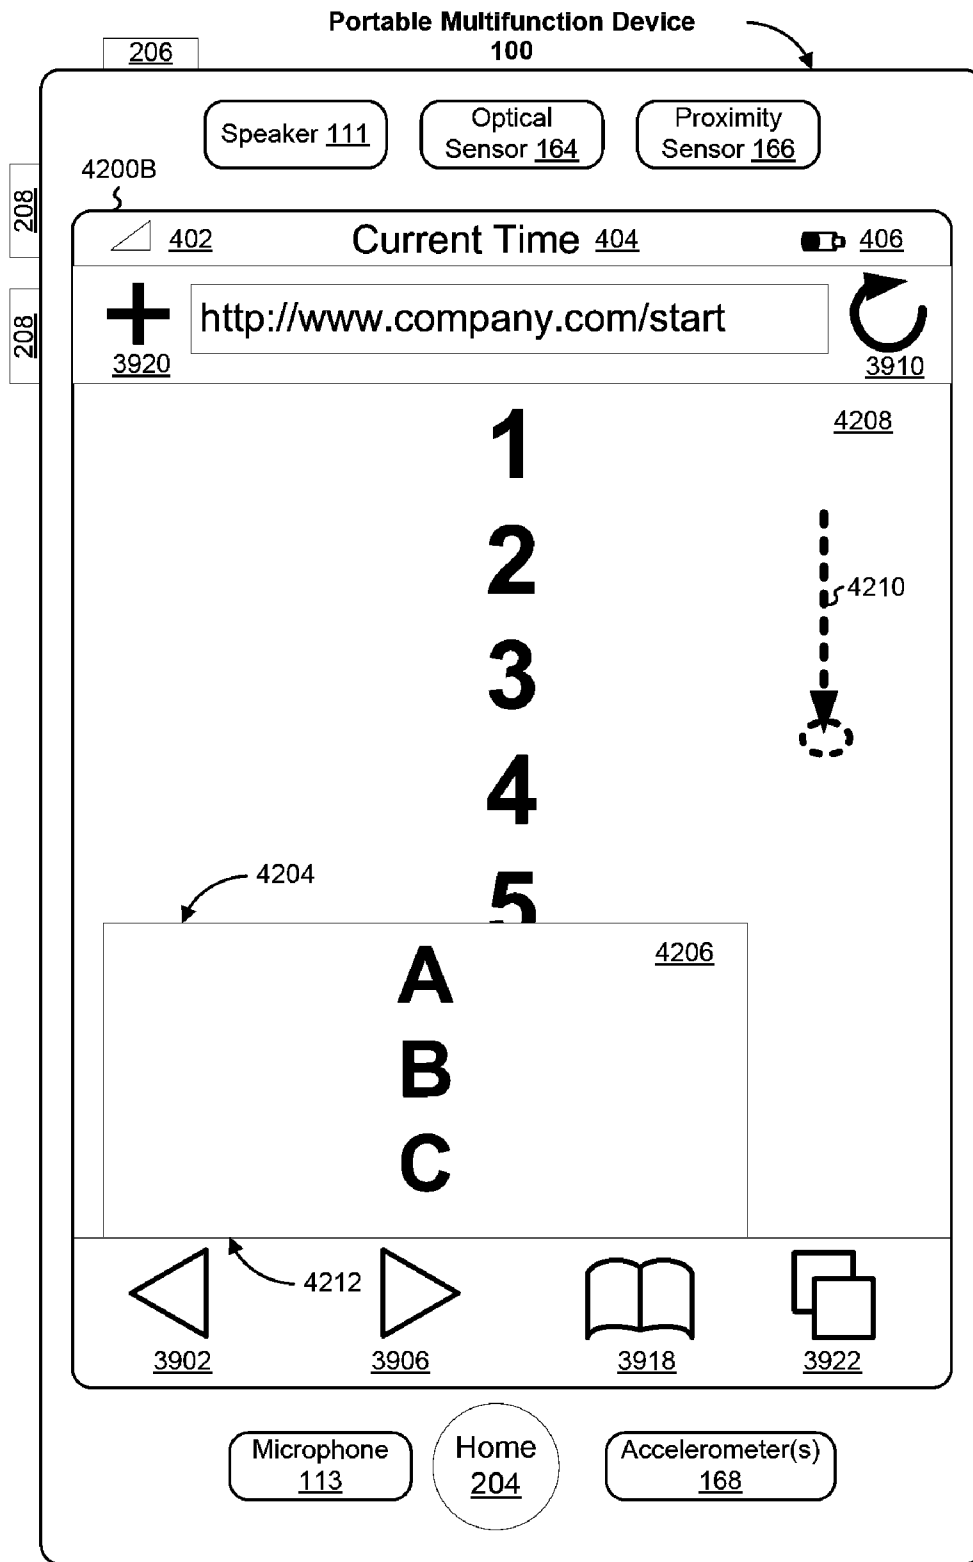 Portable Multifunction Device
100
206
Speaker 111
Optical
Sensor 164
Proximity
Sensor 166
4200B
208
208
402
Current Time 404
406
http://www.company.com/start
3920
3910
4208
1
2
3
4
5
4210
4204
4206
A
B
C
4212
3902
3906
3918
3922
Microphone
113
Home
204
Accelerometer(s)
168